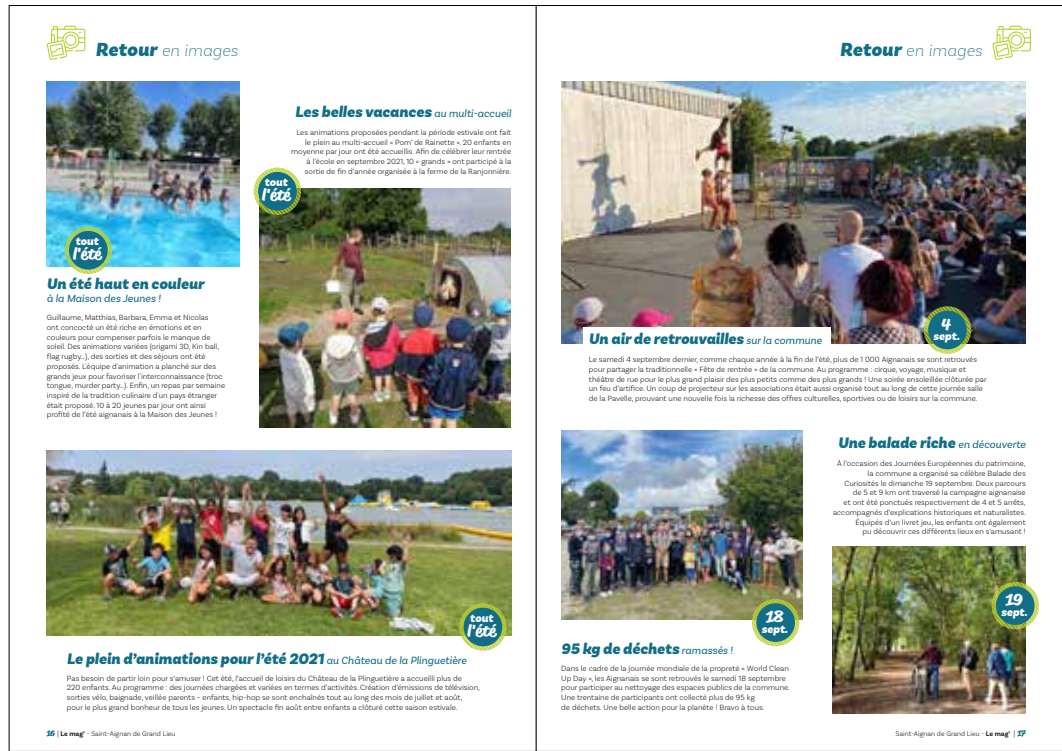 Retour en images
Les belles vacances au multi-accueil
Les animations proposées pendant la période estivale ont fait
le plein au multi-accueil « Pom' de Rainette ». 20 enfants en
moyenne par jour ont été accueillis. Afin de célébrer leur rentrée
à l'école en septembre 2021, 10 « grands » ont participé à la
sortie de fin d'année organisée à la ferme de la Ranjonnière.
tout
l'été
tout
l'été
Un été haut en couleur
à la Maison des Jeunes !
Guillaume, Matthias, Barbara, Emma et Nicolas
ont concocté un été riche en émotions et en
couleurs pour compenser parfois le manque de
soleil. Des animations variées (origami 3D, Kin ball,
flag rugby...), des sorties et des séjours ont été
proposés. L'équipe d'animation a planché sur des
grands jeux pour favoriser l'interconnaissance (troc
tongue, murder party...). Enfin, un repas par semaine
inspiré de la tradition culinaire d'un pays étranger
était proposé. 10 à 20 jeunes par jour ont ainsi
profité de l'été aignanais à la Maison des Jeunes !
tout
l'été
Le plein d'animations pour l'été 2021 au Château de la Plinguetière
Pas besoin de partir loin pour s'amuser ! Cet été, l'accueil de loisirs du Château de la Plinguetière a accueilli plus de
220 enfants. Au programme : des journées chargées et variées en termes d'activités. Création d'émissions de télévision,
sorties vélo, baignade, veillée parents - enfants, hip-hop se sont enchaînés tout au long des mois de juillet et août,
pour le plus grand bonheur de tous les jeunes. Un spectacle fin août entre enfants a clôturé cette saison estivale.
16 | Le mag' - Saint-Aignan de Grand Lieu
Retour en images
4
sept.
Un air de retrouvailles sur la commune
Le samedi 4 septembre dernier, comme chaque année à la fin de l'été, plus de 1 000 Aignanais se sont retrouvés
pour partager la traditionnelle « Fête de rentrée » de la commune. Au programme : cirque, voyage, musique et
théâtre de rue pour le plus grand plaisir des plus petits comme des plus grands ! Une soirée ensoleillée clôturée par
un feu d'artifice. Un coup de projecteur sur les associations était aussi organisé tout au long de cette journée salle
de la Pavelle, prouvant une nouvelle fois la richesse des offres culturelles, sportives ou de loisirs sur la commune.
18
sept.
95 kg de déchets ramassés !
Dans le cadre de la journée mondiale de la propreté « World Clean
Up Day », les Aignanais se sont retrouvés le samedi 18 septembre
pour participer au nettoyage des espaces publics de la commune.
Une trentaine de participants ont collecté plus de 95 kg
de déchets. Une belle action pour la planète ! Bravo à tous.
Une balade riche en découverte
À l'occasion des Journées Européennes du patrimoine,
la commune a organisé sa célèbre Balade des
Curiosités le dimanche 19 septembre. Deux parcours
de 5 et 9 km ont traversé la campagne aignanaise
et ont été ponctués respectivement de 4 et 5 arrêts,
accompagnés d'explications historiques et naturalistes.
Équipés d'un livret jeu, les enfants ont également
pu découvrir ces différents lieux en s'amusant !
19
sept.
Saint-Aignan de Grand Lieu - Le mag' | 17